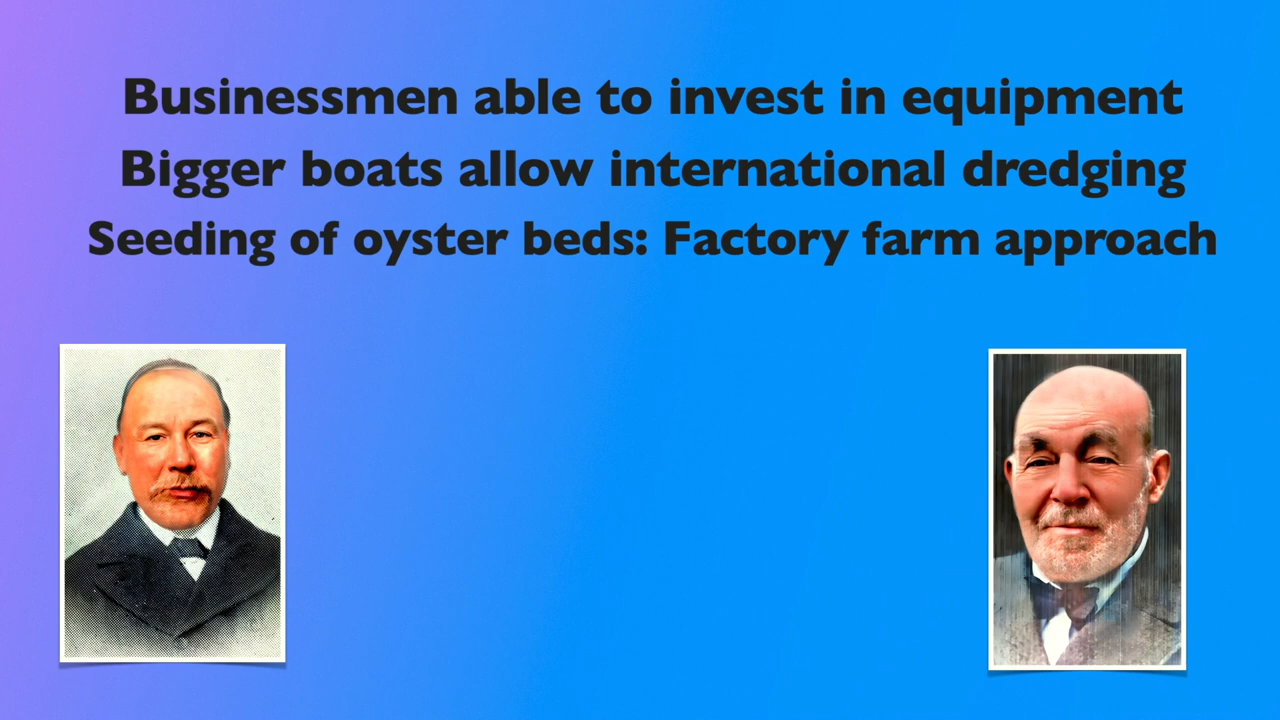 Businessmen able to invest in equipment
Bigger boats allow international dredging
Seeding of oyster beds: Factory farm approach